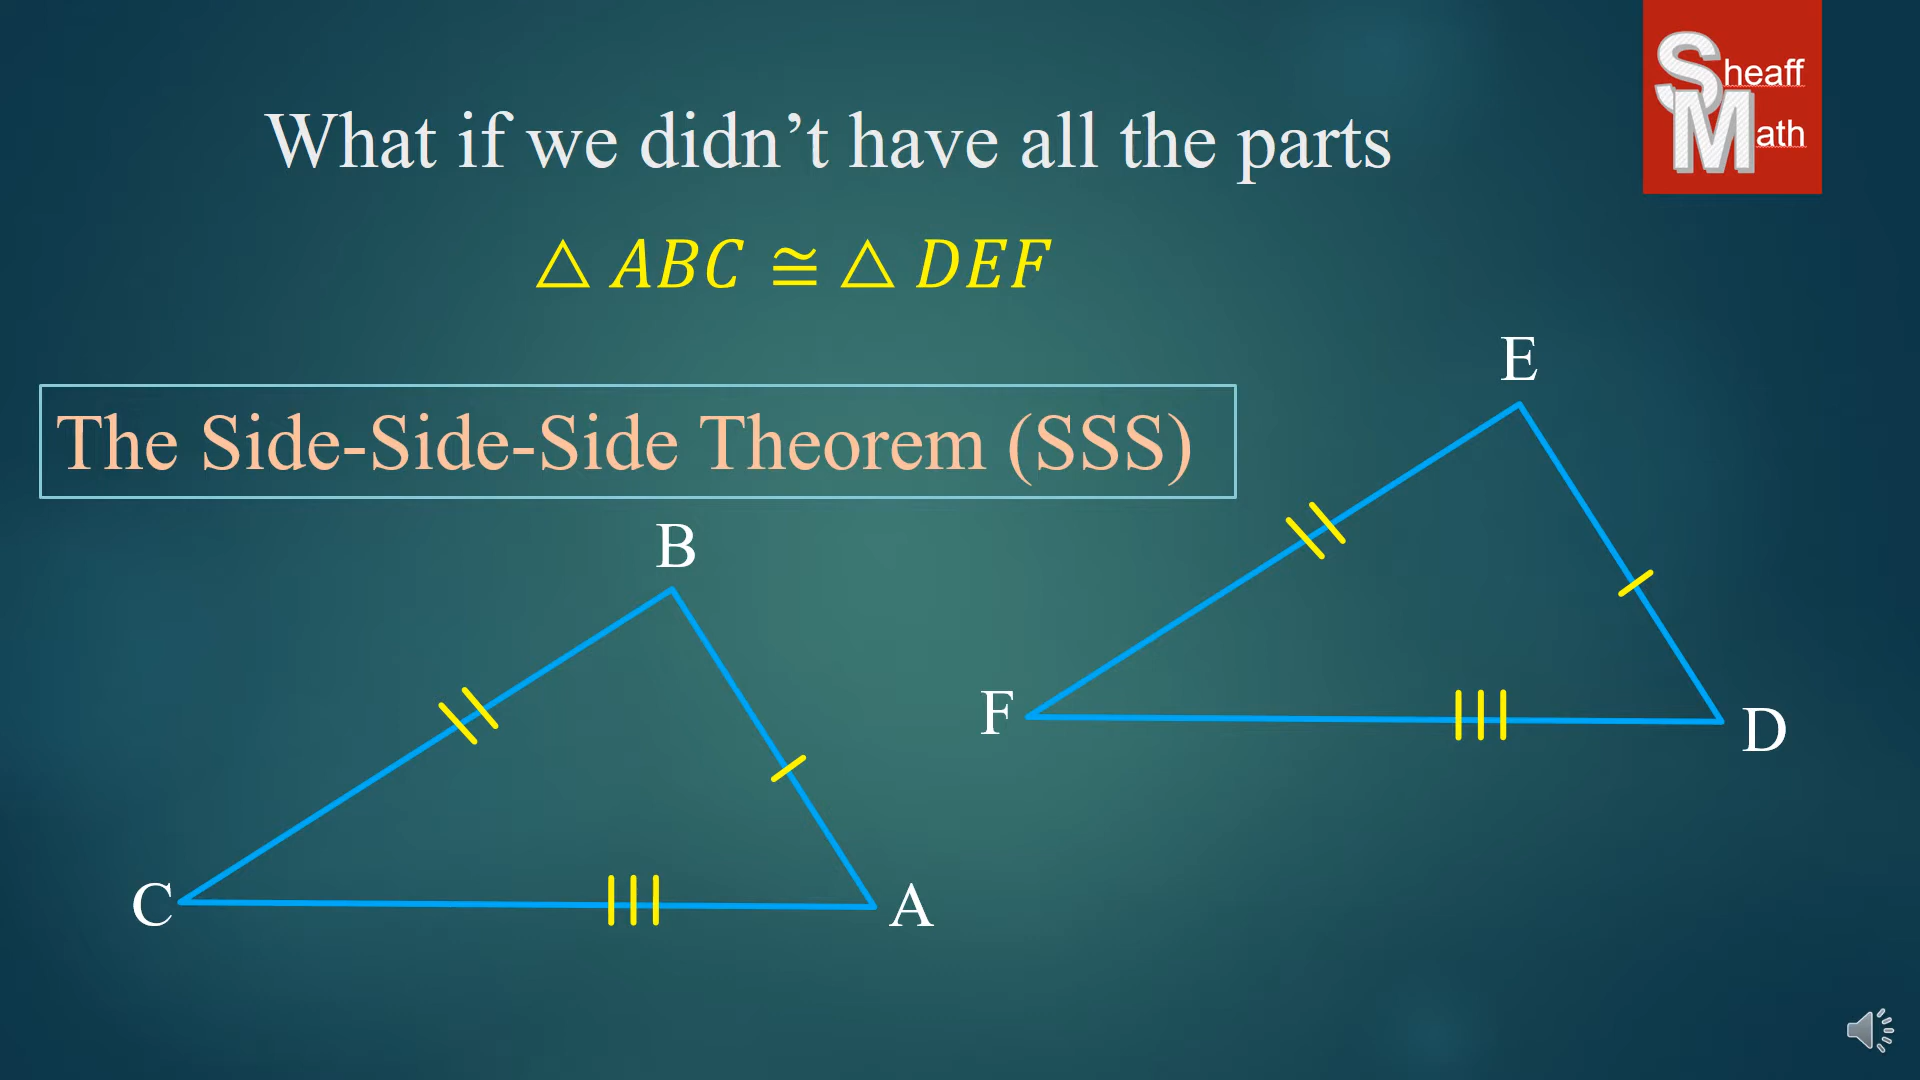 Sheaff
Math
What if we didn’t have all the parts
△ ABC ≅ △ DEF
The Side-Side-Side Theorem (SSS)
E
B
F
D
C
A